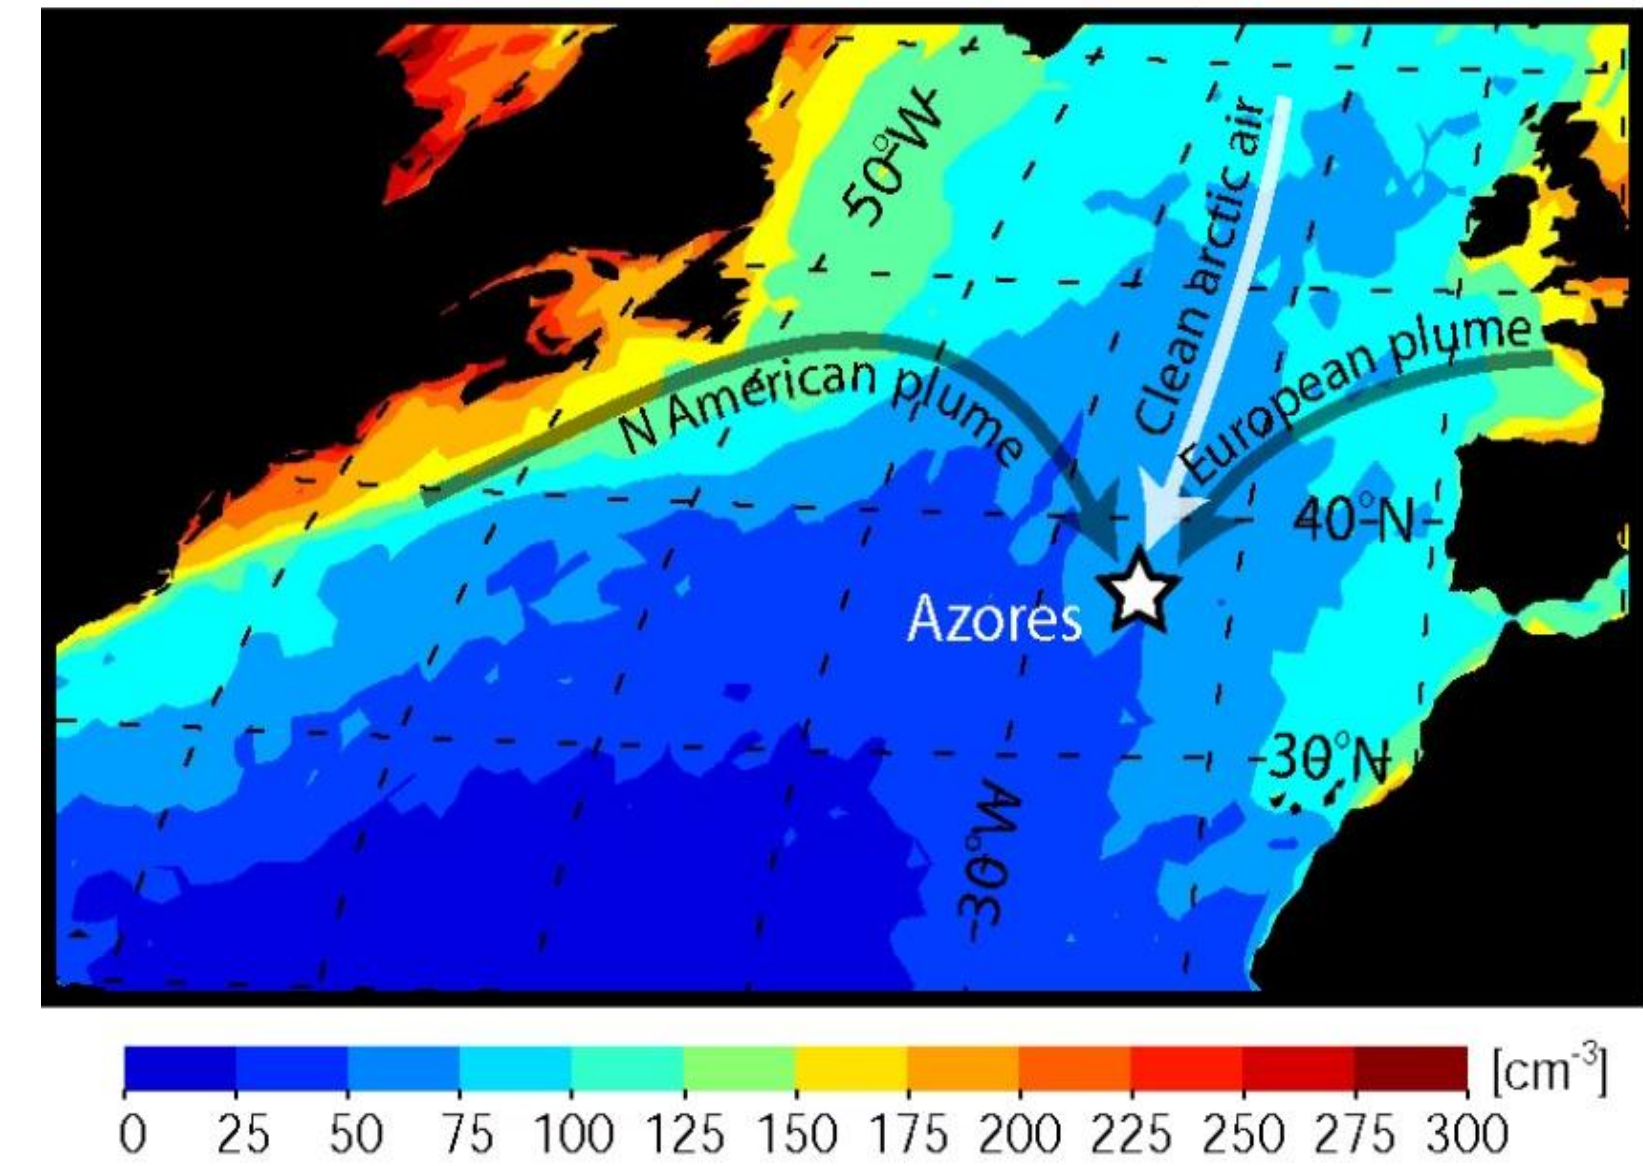 50°W
Clean arctic air
N American plume
European plume
40°N
Azores
30°N
30°W
[cm-3]
0 25 50 75 100 125 150 175 200 225 250 275 300